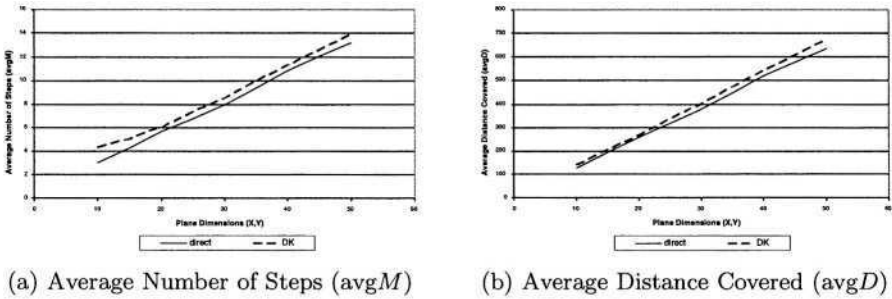 16
14
12
10
8
6
4
2
0
Average Number of Steps (avgM)
0 10 20 30 40 50 60
Plane Dimensions (X,Y)
direct DK
(a) Average Number of Steps (avgM)
800
700
600
500
400
300
200
100
0
Average Distance Covered (avgD)
0 10 20 30 40 50 60
Plane Dimensions (X,Y)
direct DK
(b) Average Distance Covered (avgD)